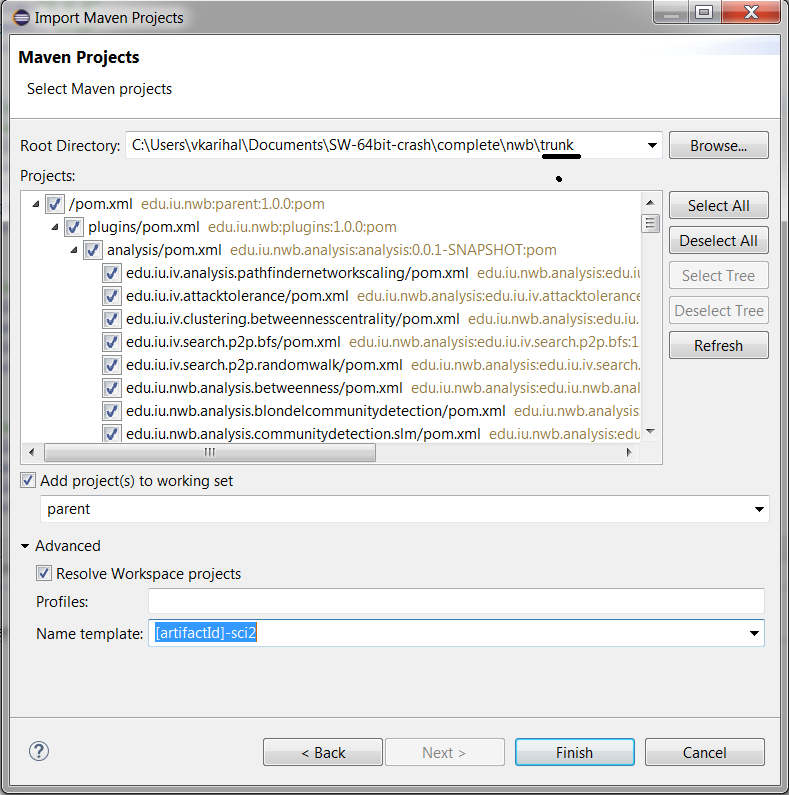 Import Maven Projects
Maven Projects
Select Maven projects
Root Directory: C:\Users\vkarihal\Documents\SW-64bit-crash\complete\nwb\trunk Browse...
Projects:
/pom.xml edu.iu.nwb:parent:1.0.0:pom
plugins/pom.xml edu.iu.nwb:plugins:1.0.0:pom
analysis/pom.xml edu.iu.nwb.analysis:analysis:0.0.1-SNAPSHOT:pom
edu.iu.iv.analysis.pathfindernetworkscaling/pom.xml edu.iu.nwb.analysis:edu.iu
edu.iu.iv.attacktolerance/pom.xml edu.iu.nwb.analysis:edu.iu.iv.attacktolerance
edu.iu.iv.clustering.betweennesscentrality/pom.xml edu.iu.nwb.analysis:edu.iu.
edu.iu.iv.search.p2p.bfs/pom.xml edu.iu.nwb.analysis:edu.iu.iv.search.p2p.bfs:1
edu.iu.iv.search.p2p.randomwalk/pom.xml edu.iu.nwb.analysis:edu.iu.iv.search.
edu.iu.nwb.analysis.betweenness/pom.xml edu.iu.nwb.analysis:edu.iu.nwb.anal
edu.iu.nwb.analysis.blondelcommunitydetection/pom.xml edu.iu.nwb.analysis
edu.iu.nwb.analysis.communitydetection.slm/pom.xml edu.iu.nwb.analysis:edu
Select All
Deselect All
Select Tree
Deselect Tree
Refresh
Add project(s) to working set
parent
Advanced
Resolve Workspace projects
Profiles:
Name template: [artifactId]-sci2
< Back Next > Finish Cancel